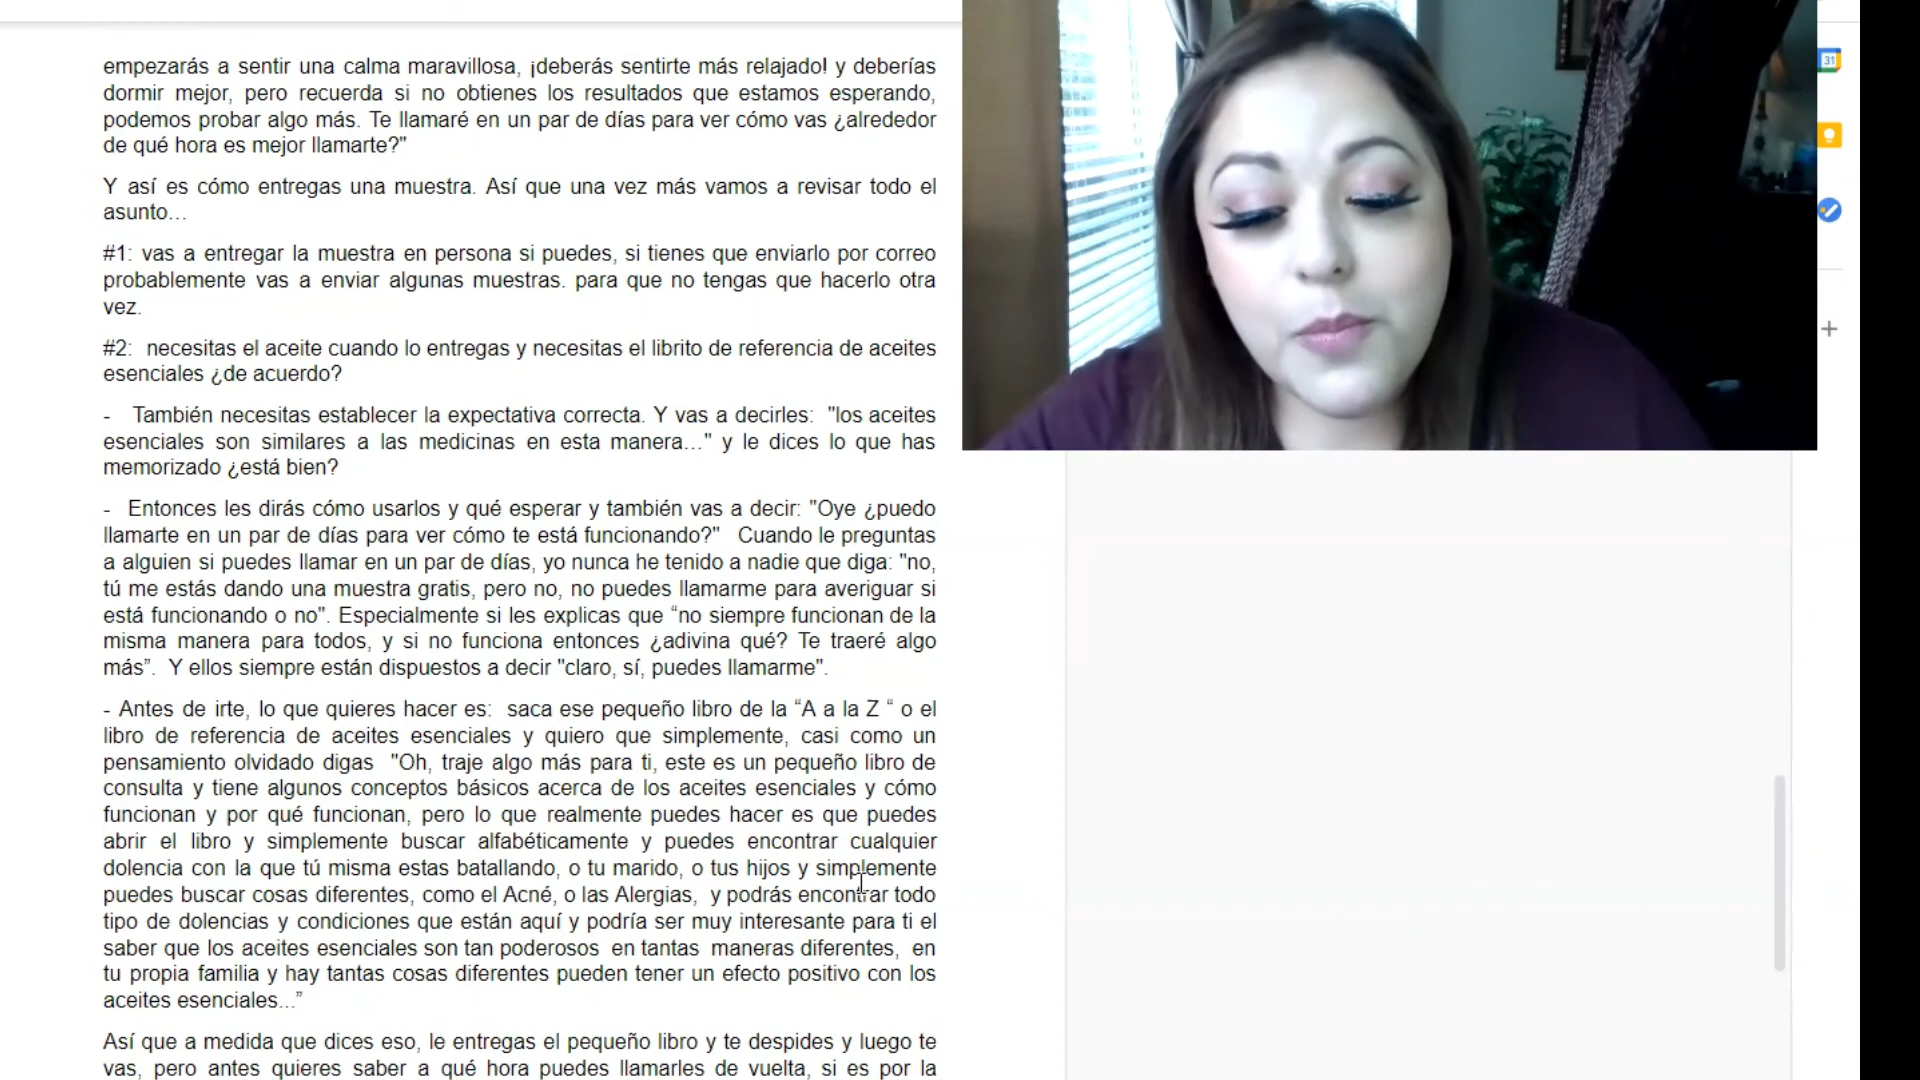 empezarás a sentir una calma maravillosa, ¡deberás sentirte más relajado! y deberías
dormir mejor, pero recuerda si no obtienes los resultados que estamos esperando,
podemos probar algo más. Te llamaré en un par de días para ver cómo vas ¿alrededor
de qué hora es mejor llamarte?"
Y así es cómo entregas una muestra. Así que una vez más vamos a revisar todo el
asunto…
#1: vas a entregar la muestra en persona si puedes, si tienes que enviarlo por correo
probablemente vas a enviar algunas muestras. para que no tengas que hacerlo otra
vez.
#2:  necesitas el aceite cuando lo entregas y necesitas el librito de referencia de aceites
esenciales ¿de acuerdo?
-   También necesitas establecer la expectativa correcta. Y vas a decirles:  "los aceites
esenciales son similares a las medicinas en esta manera…" y le dices lo que has
memorizado ¿está bien?
-  Entonces les dirás cómo usarlos y qué esperar y también vas a decir: "Oye ¿puedo
llamarte en un par de días para ver cómo te está funcionando?"  Cuando le preguntas
a alguien si puedes llamar en un par de días, yo nunca he tenido a nadie que diga: "no,
tú me estás dando una muestra gratis, pero no, no puedes llamarme para averiguar si
está funcionando o no". Especialmente si les explicas que “no siempre funcionan de la
misma manera para todos, y si no funciona entonces ¿adivina qué? Te traeré algo
más”.  Y ellos siempre están dispuestos a decir "claro, sí, puedes llamarme".
- Antes de irte, lo que quieres hacer es:  saca ese pequeño libro de la “A a la Z “ o el
libro de referencia de aceites esenciales y quiero que simplemente, casi como un
pensamiento olvidado digas  "Oh, traje algo más para ti, este es un pequeño libro de
consulta y tiene algunos conceptos básicos acerca de los aceites esenciales y cómo
funcionan y por qué funcionan, pero lo que realmente puedes hacer es que puedes
abrir el libro y simplemente buscar alfabéticamente y puedes encontrar cualquier
dolencia con la que tú misma estas batallando, o tu marido, o tus hijos y simplemente
puedes buscar cosas diferentes, como el Acné, o las Alergias,  y podrás encontrar todo
tipo de dolencias y condiciones que están aquí y podría ser muy interesante para ti el
saber que los aceites esenciales son tan poderosos  en tantas  maneras diferentes,  en
tu propia familia y hay tantas cosas diferentes pueden tener un efecto positivo con los
aceites esenciales...”
Así que a medida que dices eso, le entregas el pequeño libro y te despides y luego te
vas, pero antes quieres saber a qué hora puedes llamarles de vuelta, si es por la
31